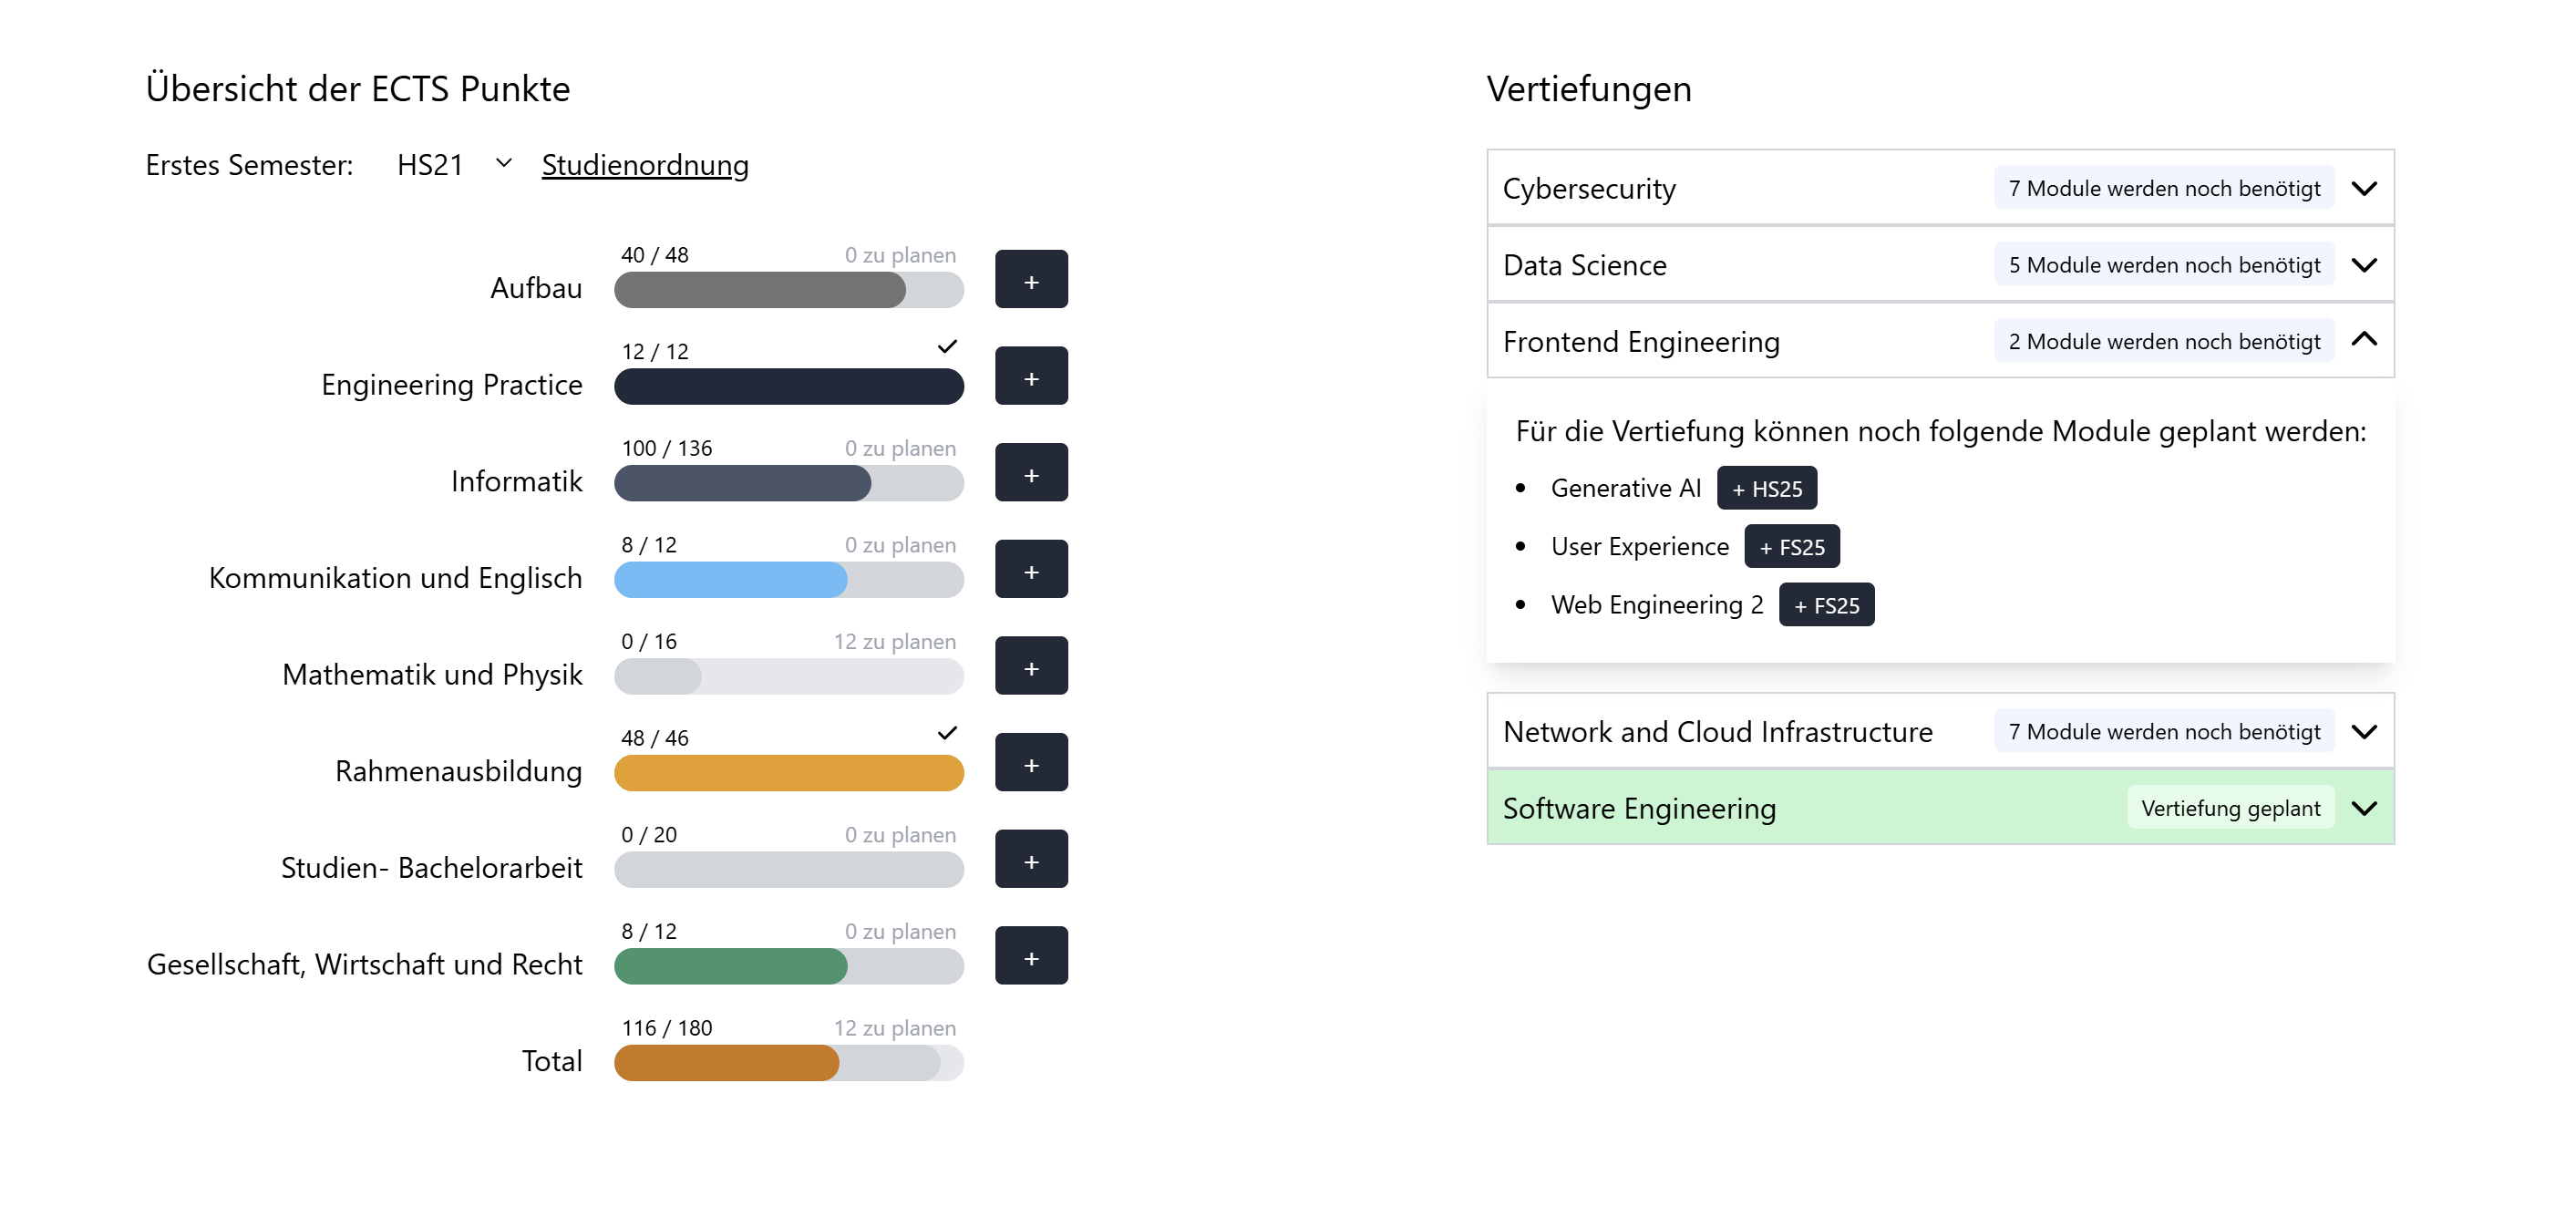 Übersicht der ECTS Punkte
Erstes Semester: HS21 Studienordnung
40 / 48 0 zu planen
Aufbau +
12 / 12
Engineering Practice +
100 / 136 0 zu planen
Informatik +
8 / 12 0 zu planen
Kommunikation und Englisch +
0 / 16 12 zu planen
Mathematik und Physik +
48 / 46
Rahmenausbildung +
0 / 20 0 zu planen
Studien- Bachelorarbeit +
8 / 12 0 zu planen
Gesellschaft, Wirtschaft und Recht +
116 / 180 12 zu planen
Total
Vertiefungen
Cybersecurity 7 Module werden noch benötigt
Data Science 5 Module werden noch benötigt
Frontend Engineering 2 Module werden noch benötigt
Für die Vertiefung können noch folgende Module geplant werden:
• Generative AI + HS25
• User Experience + FS25
• Web Engineering 2 + FS25
Network and Cloud Infrastructure 7 Module werden noch benötigt
Software Engineering Vertiefung geplant